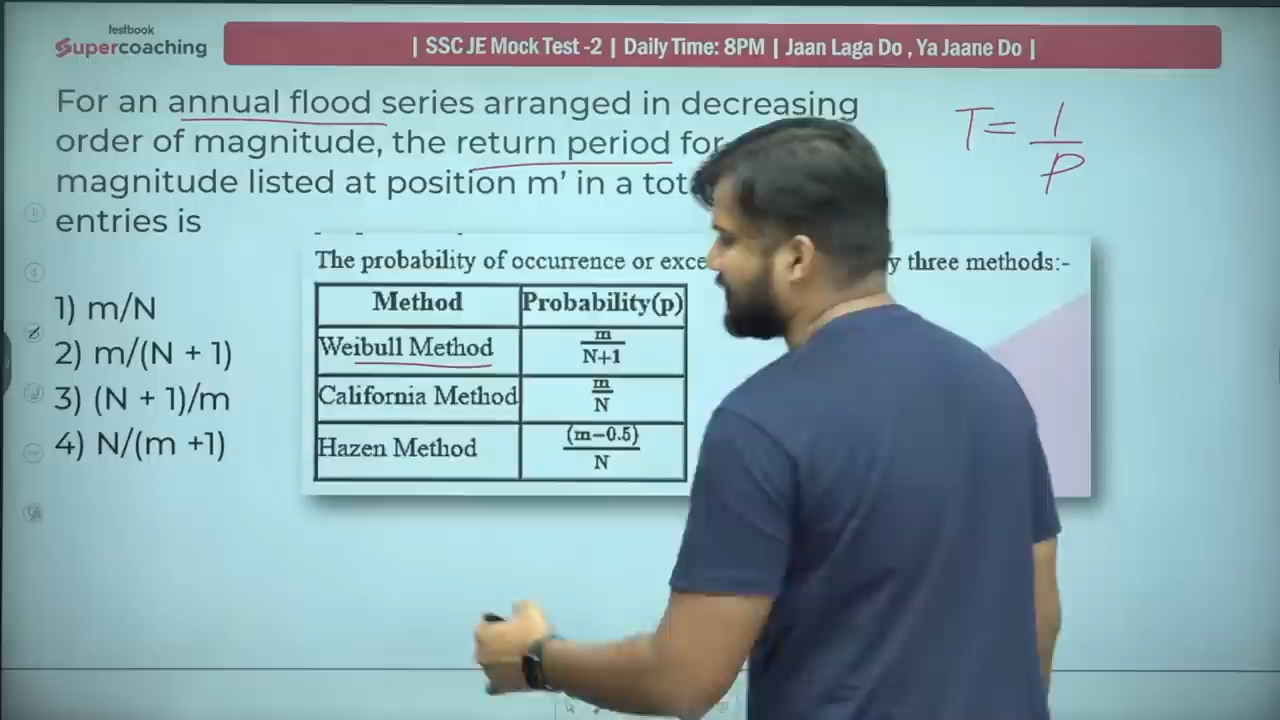 testbook
Supercoaching
| SSC JE Mock Test -2 | Daily Time: 8PM | Jaan Laga Do , Ya Jaane Do |
For an annual flood series arranged in decreasing
order of magnitude, the return period for
magnitude listed at position m’ in a
entries is
T = 1/P
The probability of occurrence or y three methods:-
Method Probability(p)
Weibull Method m/N+1
California Method m/N
Hazen Method (m−0.5)/N
1) m/N
2) m/(N + 1)
3) (N + 1)/m
4) N/(m +1)